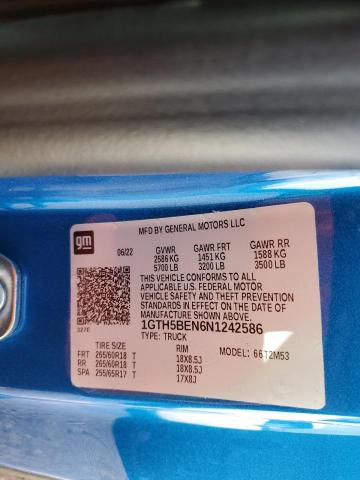 MFD BY GENERAL MOTORS LLC
gm
06/22 GVWR GAWR FRT GAWR RR
2586 KG 1451 KG 1588 KG
5700 LB 3200 LB 3500 LB
THIS VEHICLE CONFORMS TO ALL
APPLICABLE U.S. FEDERAL MOTOR
VEHICLE SAFETY AND THEFT PREVENTION
STANDARDS IN EFFECT ON THE DATE OF
MANUFACTURE SHOWN ABOVE.
1GTH5BEN6N1242586
TYPE: TRUCK
327E
TIRE SIZE RIM MODEL: 66T2M53
FRT 265/60R18 T 18X8.5J
RR 265/60R18 T 18X8.5J
SPA 255/65R17 T 17X8J